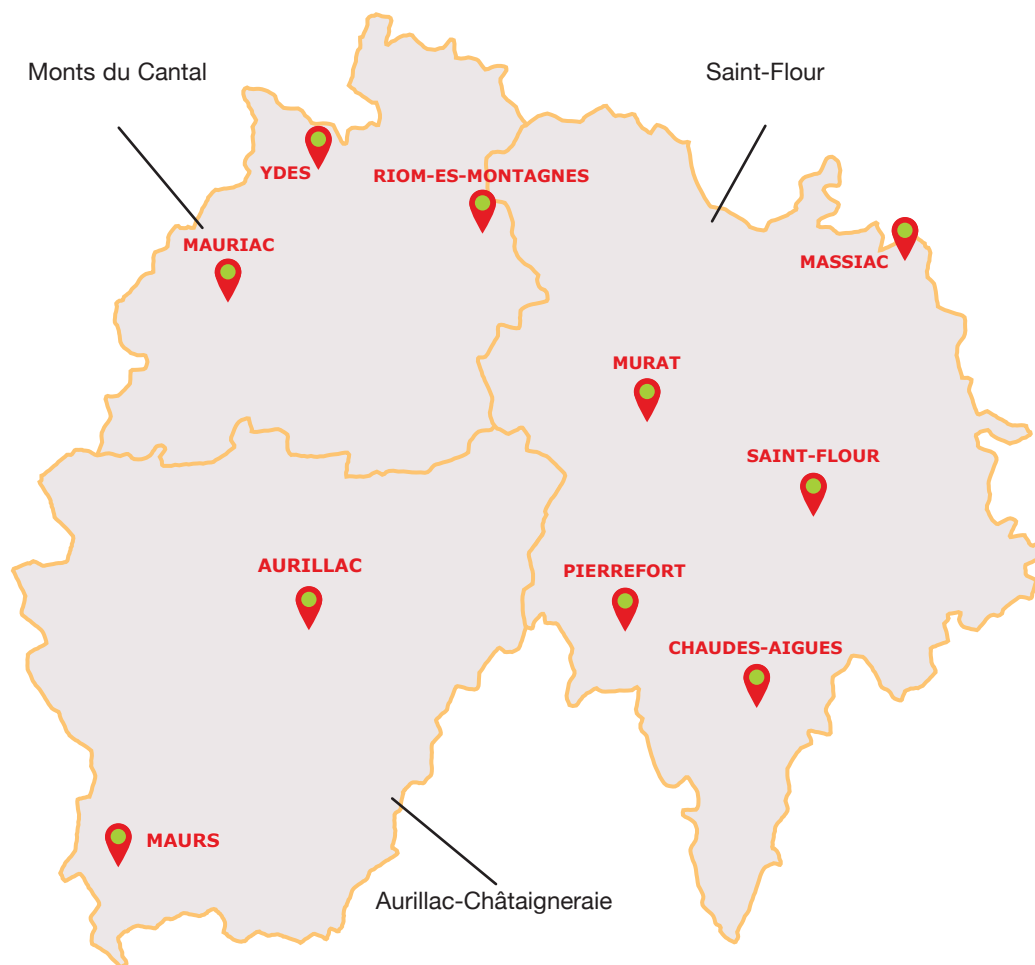 Monts du Cantal
Saint-Flour
YDES
RIOM-ES-MONTAGNES
MAURIAC
MASSIAC
MURAT
SAINT-FLOUR
AURILLAC
PIERREFORT
CHAUDES-AIGUES
MAURS
Aurillac-Châtaigneraie